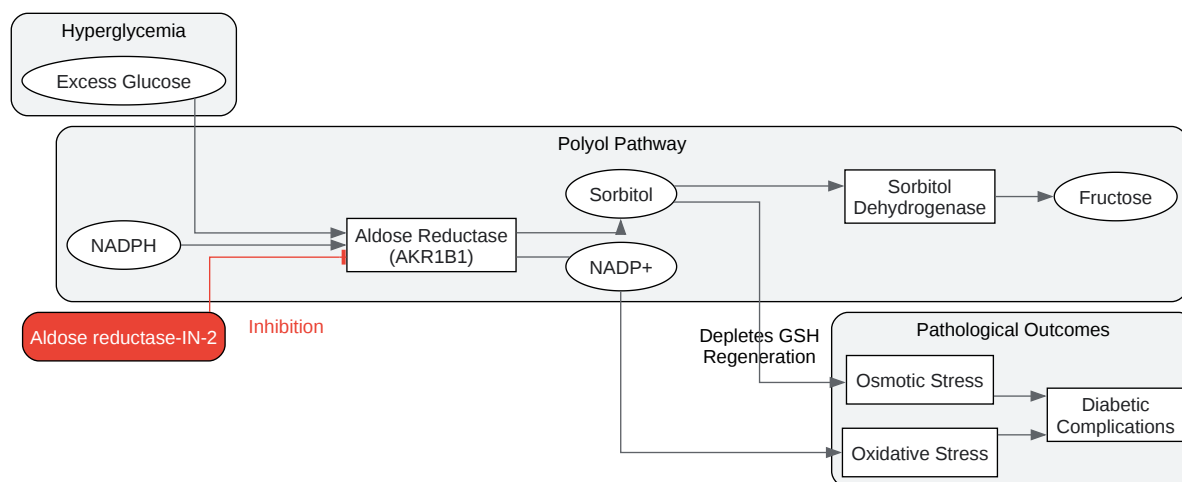 Hyperglycemia
Excess Glucose
Polyol Pathway
Sorbitol
Sorbitol
Dehydrogenase
Fructose
NADPH
Aldose Reductase
(AKR1B1)
NADP+
Aldose reductase-IN-2
Inhibition
Depletes GSH
Regeneration
Pathological Outcomes
Osmotic Stress
Diabetic
Complications
Oxidative Stress